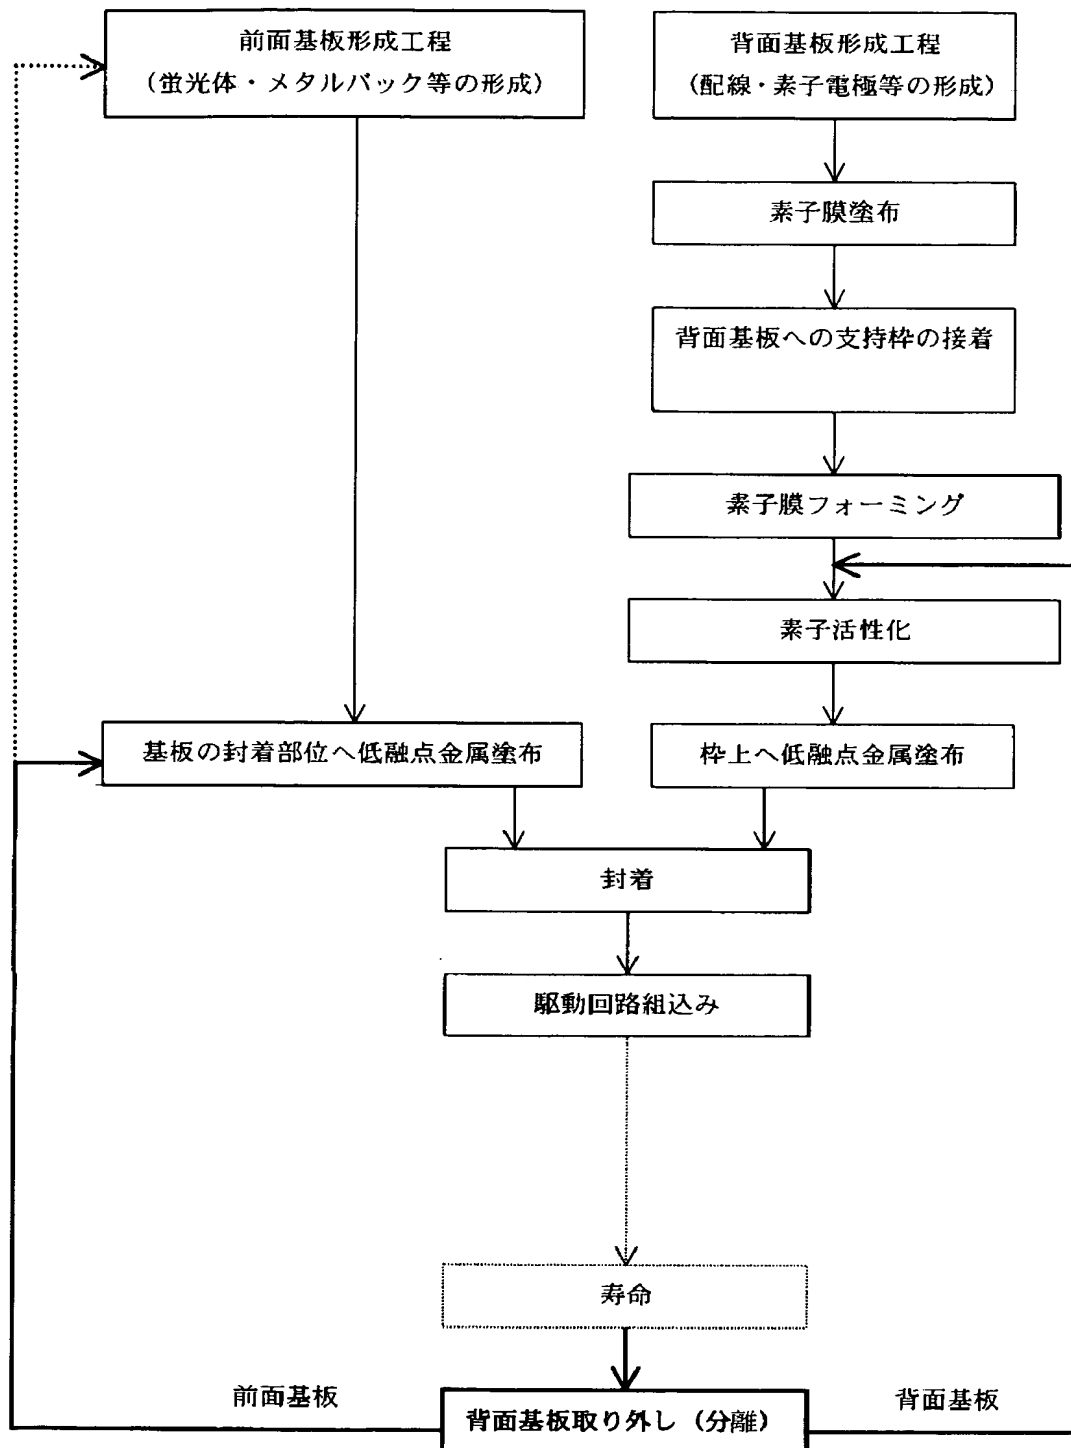 前面基板形成工程
(蛍光体・メタルバック等の形成)
背面基板形成工程
(配線・素子電極等の形成)
素子膜塗布
背面基板への支持枠の接着
素子膜フォーミング
素子活性化
基板の封着部位へ低融点金属塗布
枠上へ低融点金属塗布
封着
駆動回路組込み
寿命
前面基板
背面基板
背面基板取り外し (分離)